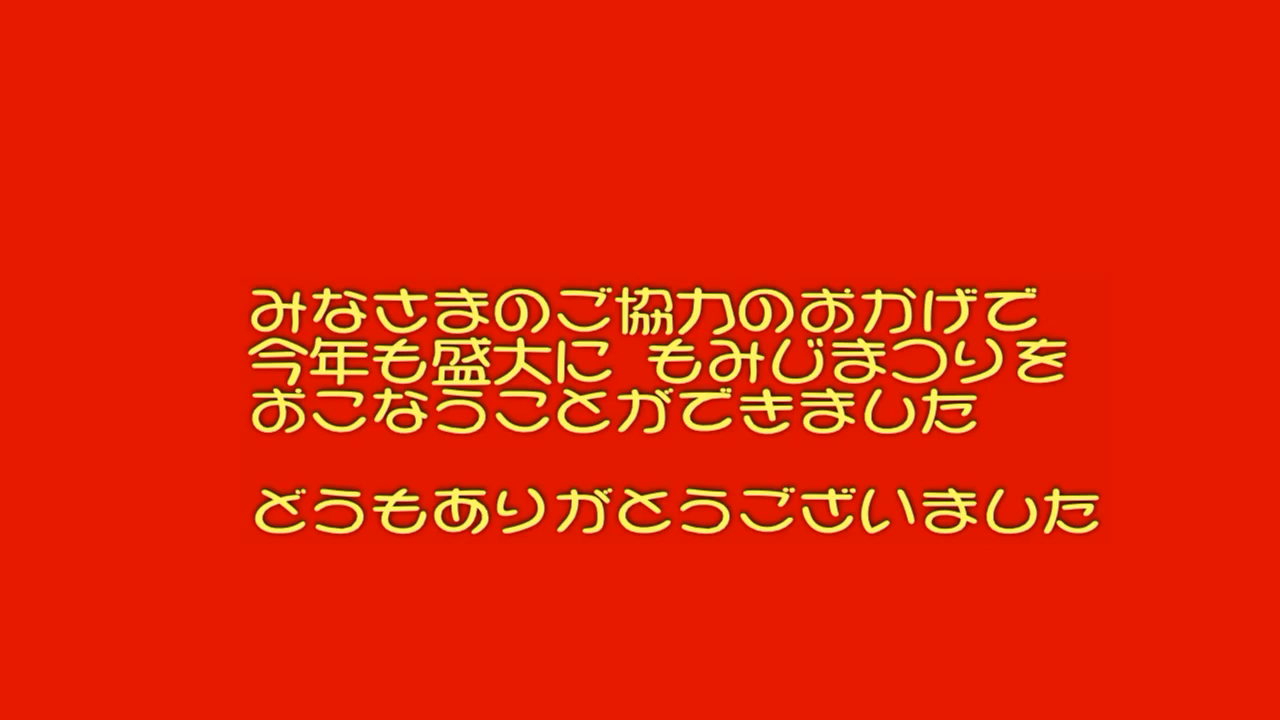 みなさまのご協力のおかげで
今年も盛大に もみじまつりを
おこなうことができました
どうもありがとうございました